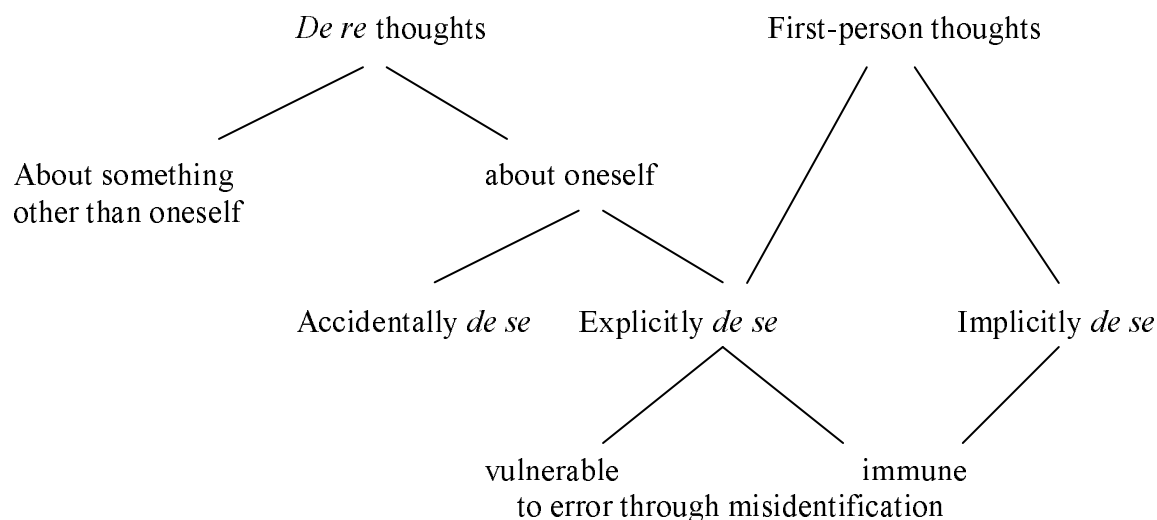 De re thoughts First-person thoughts
About something about oneself
other than oneself
Accidentally de se Explicitly de se Implicitly de se
vulnerable immune
to error through misidentification